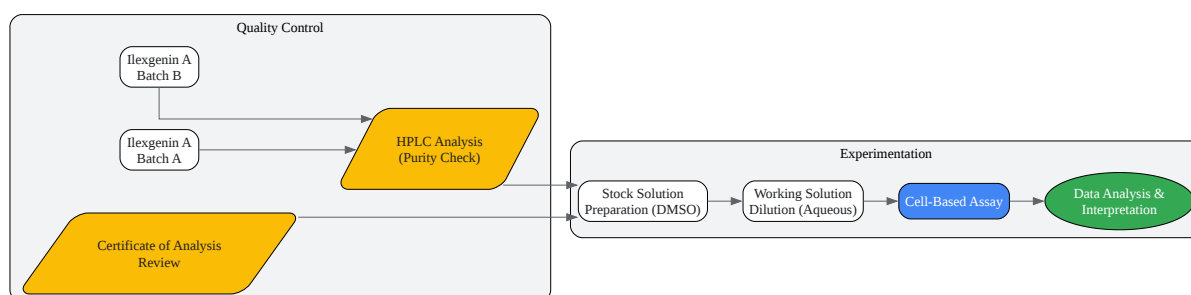 Quality Control
Ilexgenin A
Batch B
Ilexgenin A
Batch A
HPLC Analysis
(Purity Check)
Certificate of Analysis
Review
Experimentation
Stock Solution
Preparation (DMSO)
Working Solution
Dilution (Aqueous)
Cell-Based Assay
Data Analysis &
Interpretation